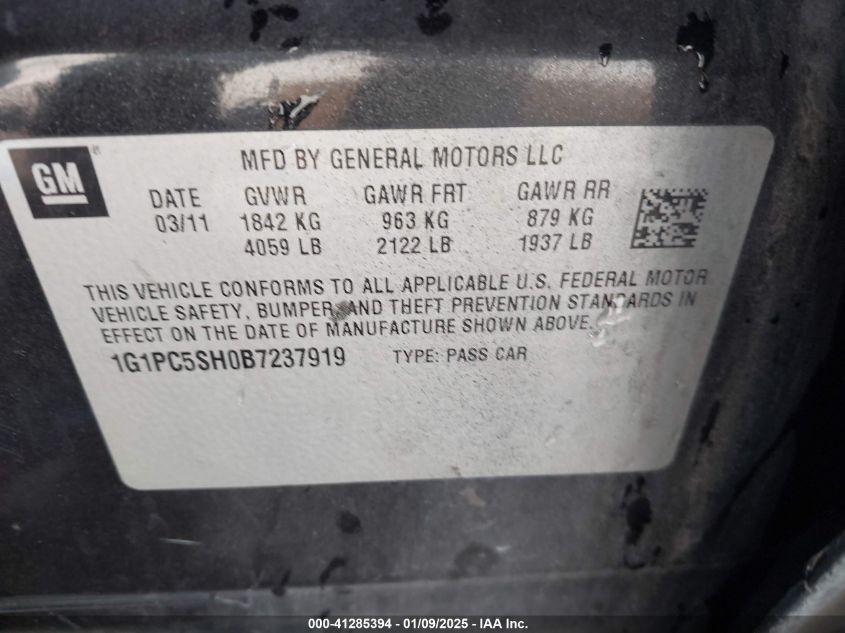 GM
MFD BY GENERAL MOTORS LLC
DATE GVWR GAWR FRT GAWR RR
03/11 1842 KG 963 KG 879 KG
4059 LB 2122 LB 1937 LB
THIS VEHICLE CONFORMS TO ALL APPLICABLE U.S. FEDERAL MOTOR
VEHICLE SAFETY, BUMPER, AND THEFT PREVENTION STANDARDS IN
EFFECT ON THE DATE OF MANUFACTURE SHOWN ABOVE.
1G1PC5SH0B7237919 TYPE: PASS CAR
000-41285394 - 01/09/2025 - IAA Inc.